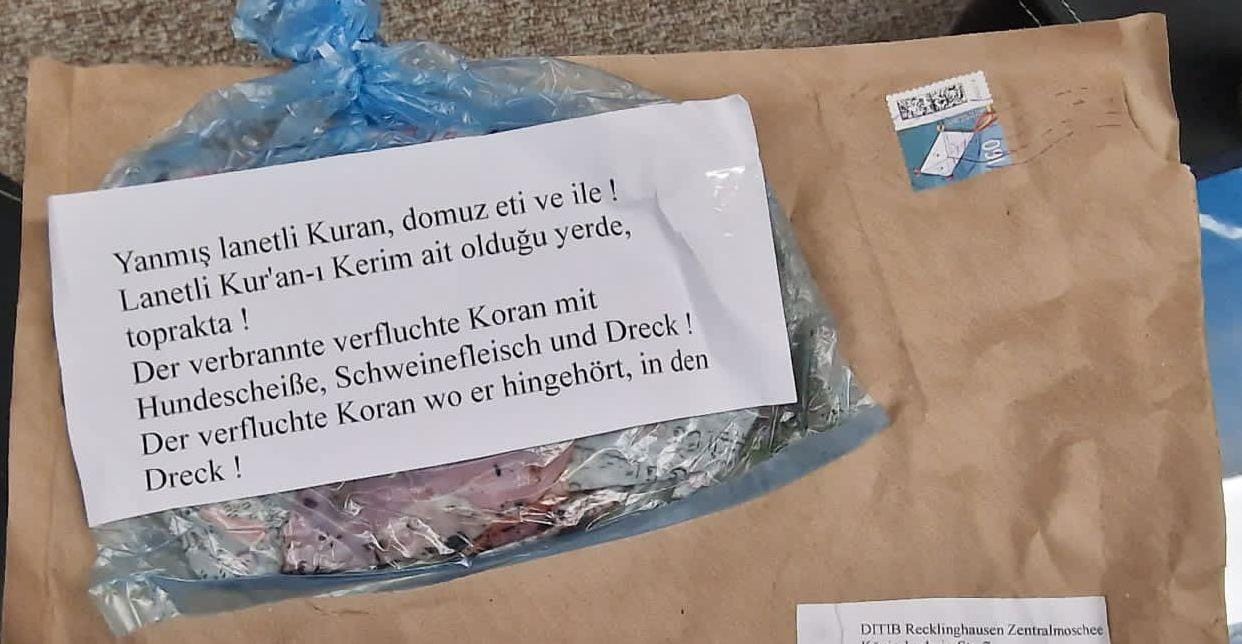 Yanmış lanetli Kuran, domuz eti ve ile !
Lanetli Kur'an-ı Kerim ait olduğu yerde,
toprakta !
Der verbrannte verfluchte Koran mit
Hundescheiße, Schweinefleisch und Dreck !
Der verfluchte Koran wo er hingehört, in den
Dreck !
160
DITIB Recklinghausen Zentralmoschee